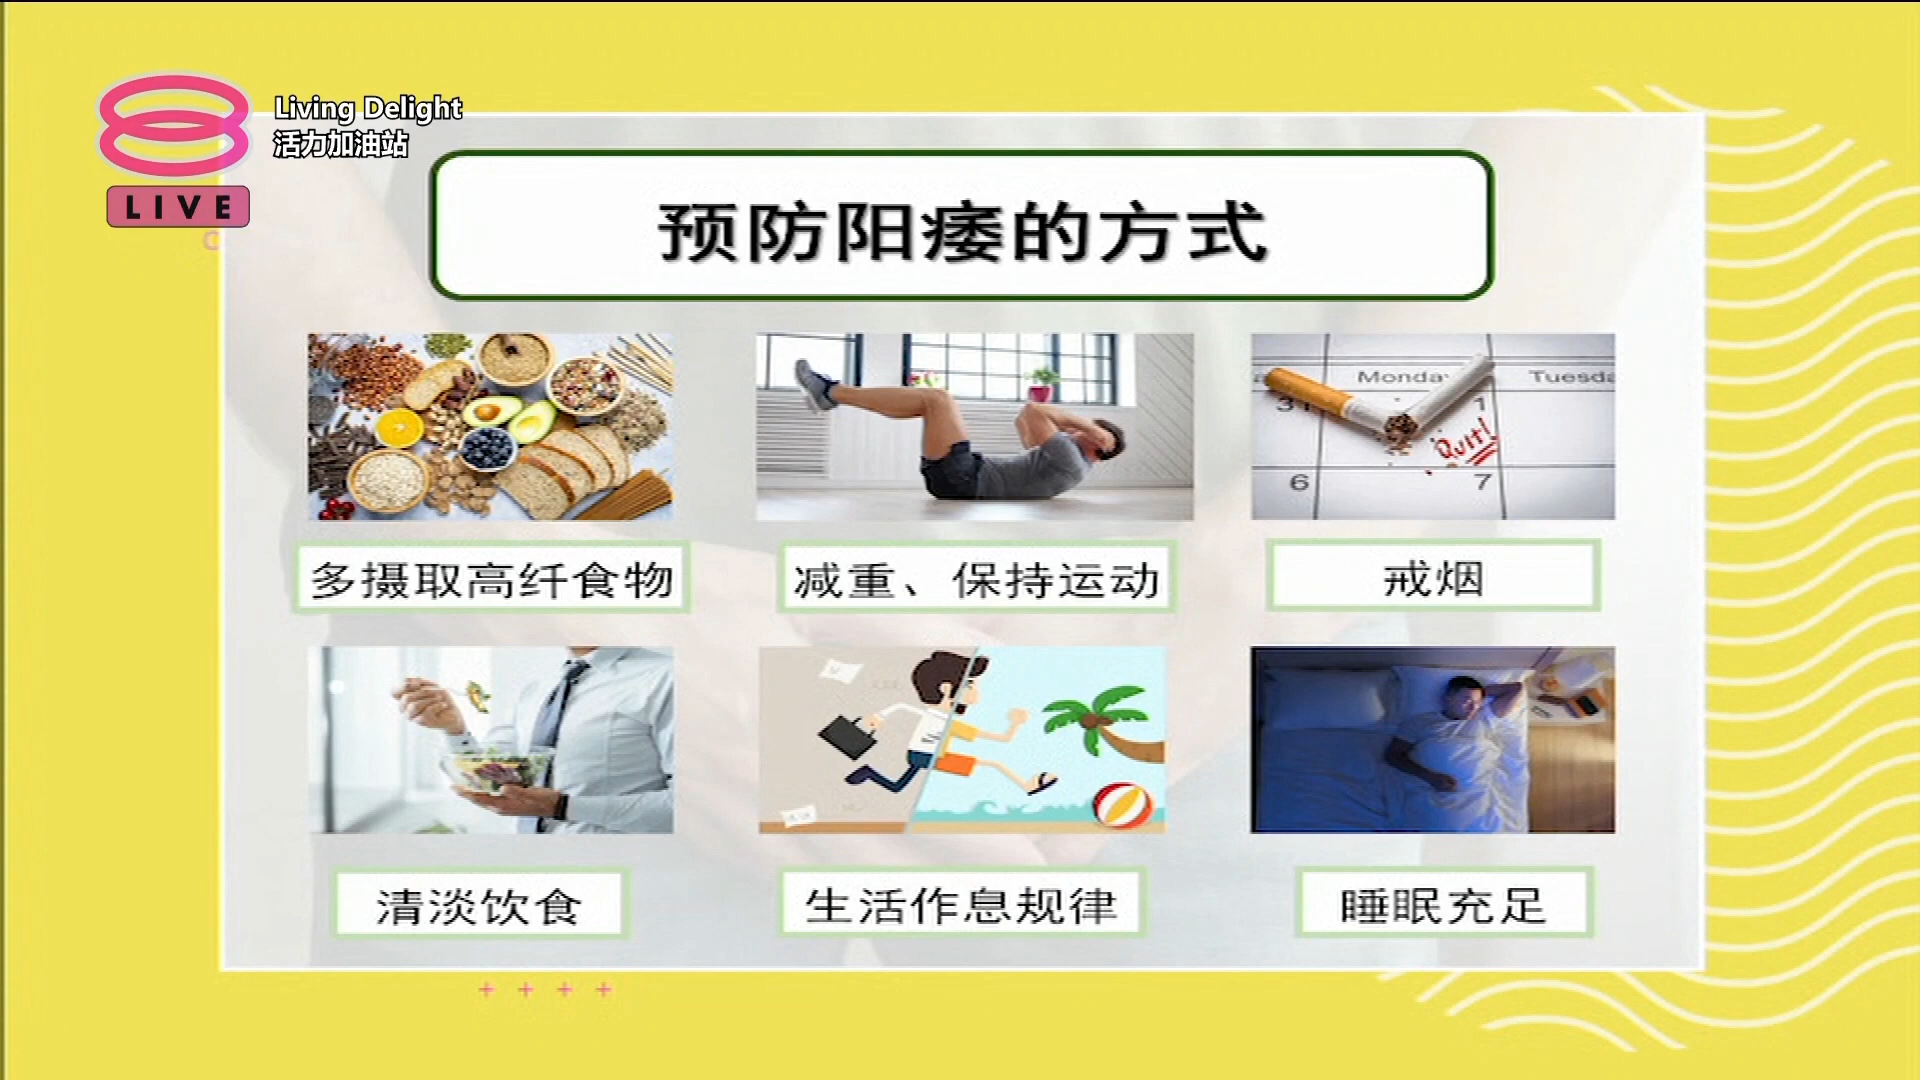 Living Delight
活力加油站
LIVE
预防阳痿的方式
Monday
Tuesda
31
1
Quit!
6
7
多摄取高纤食物
减重、保持运动
戒烟
清淡饮食
生活作息规律
睡眠充足